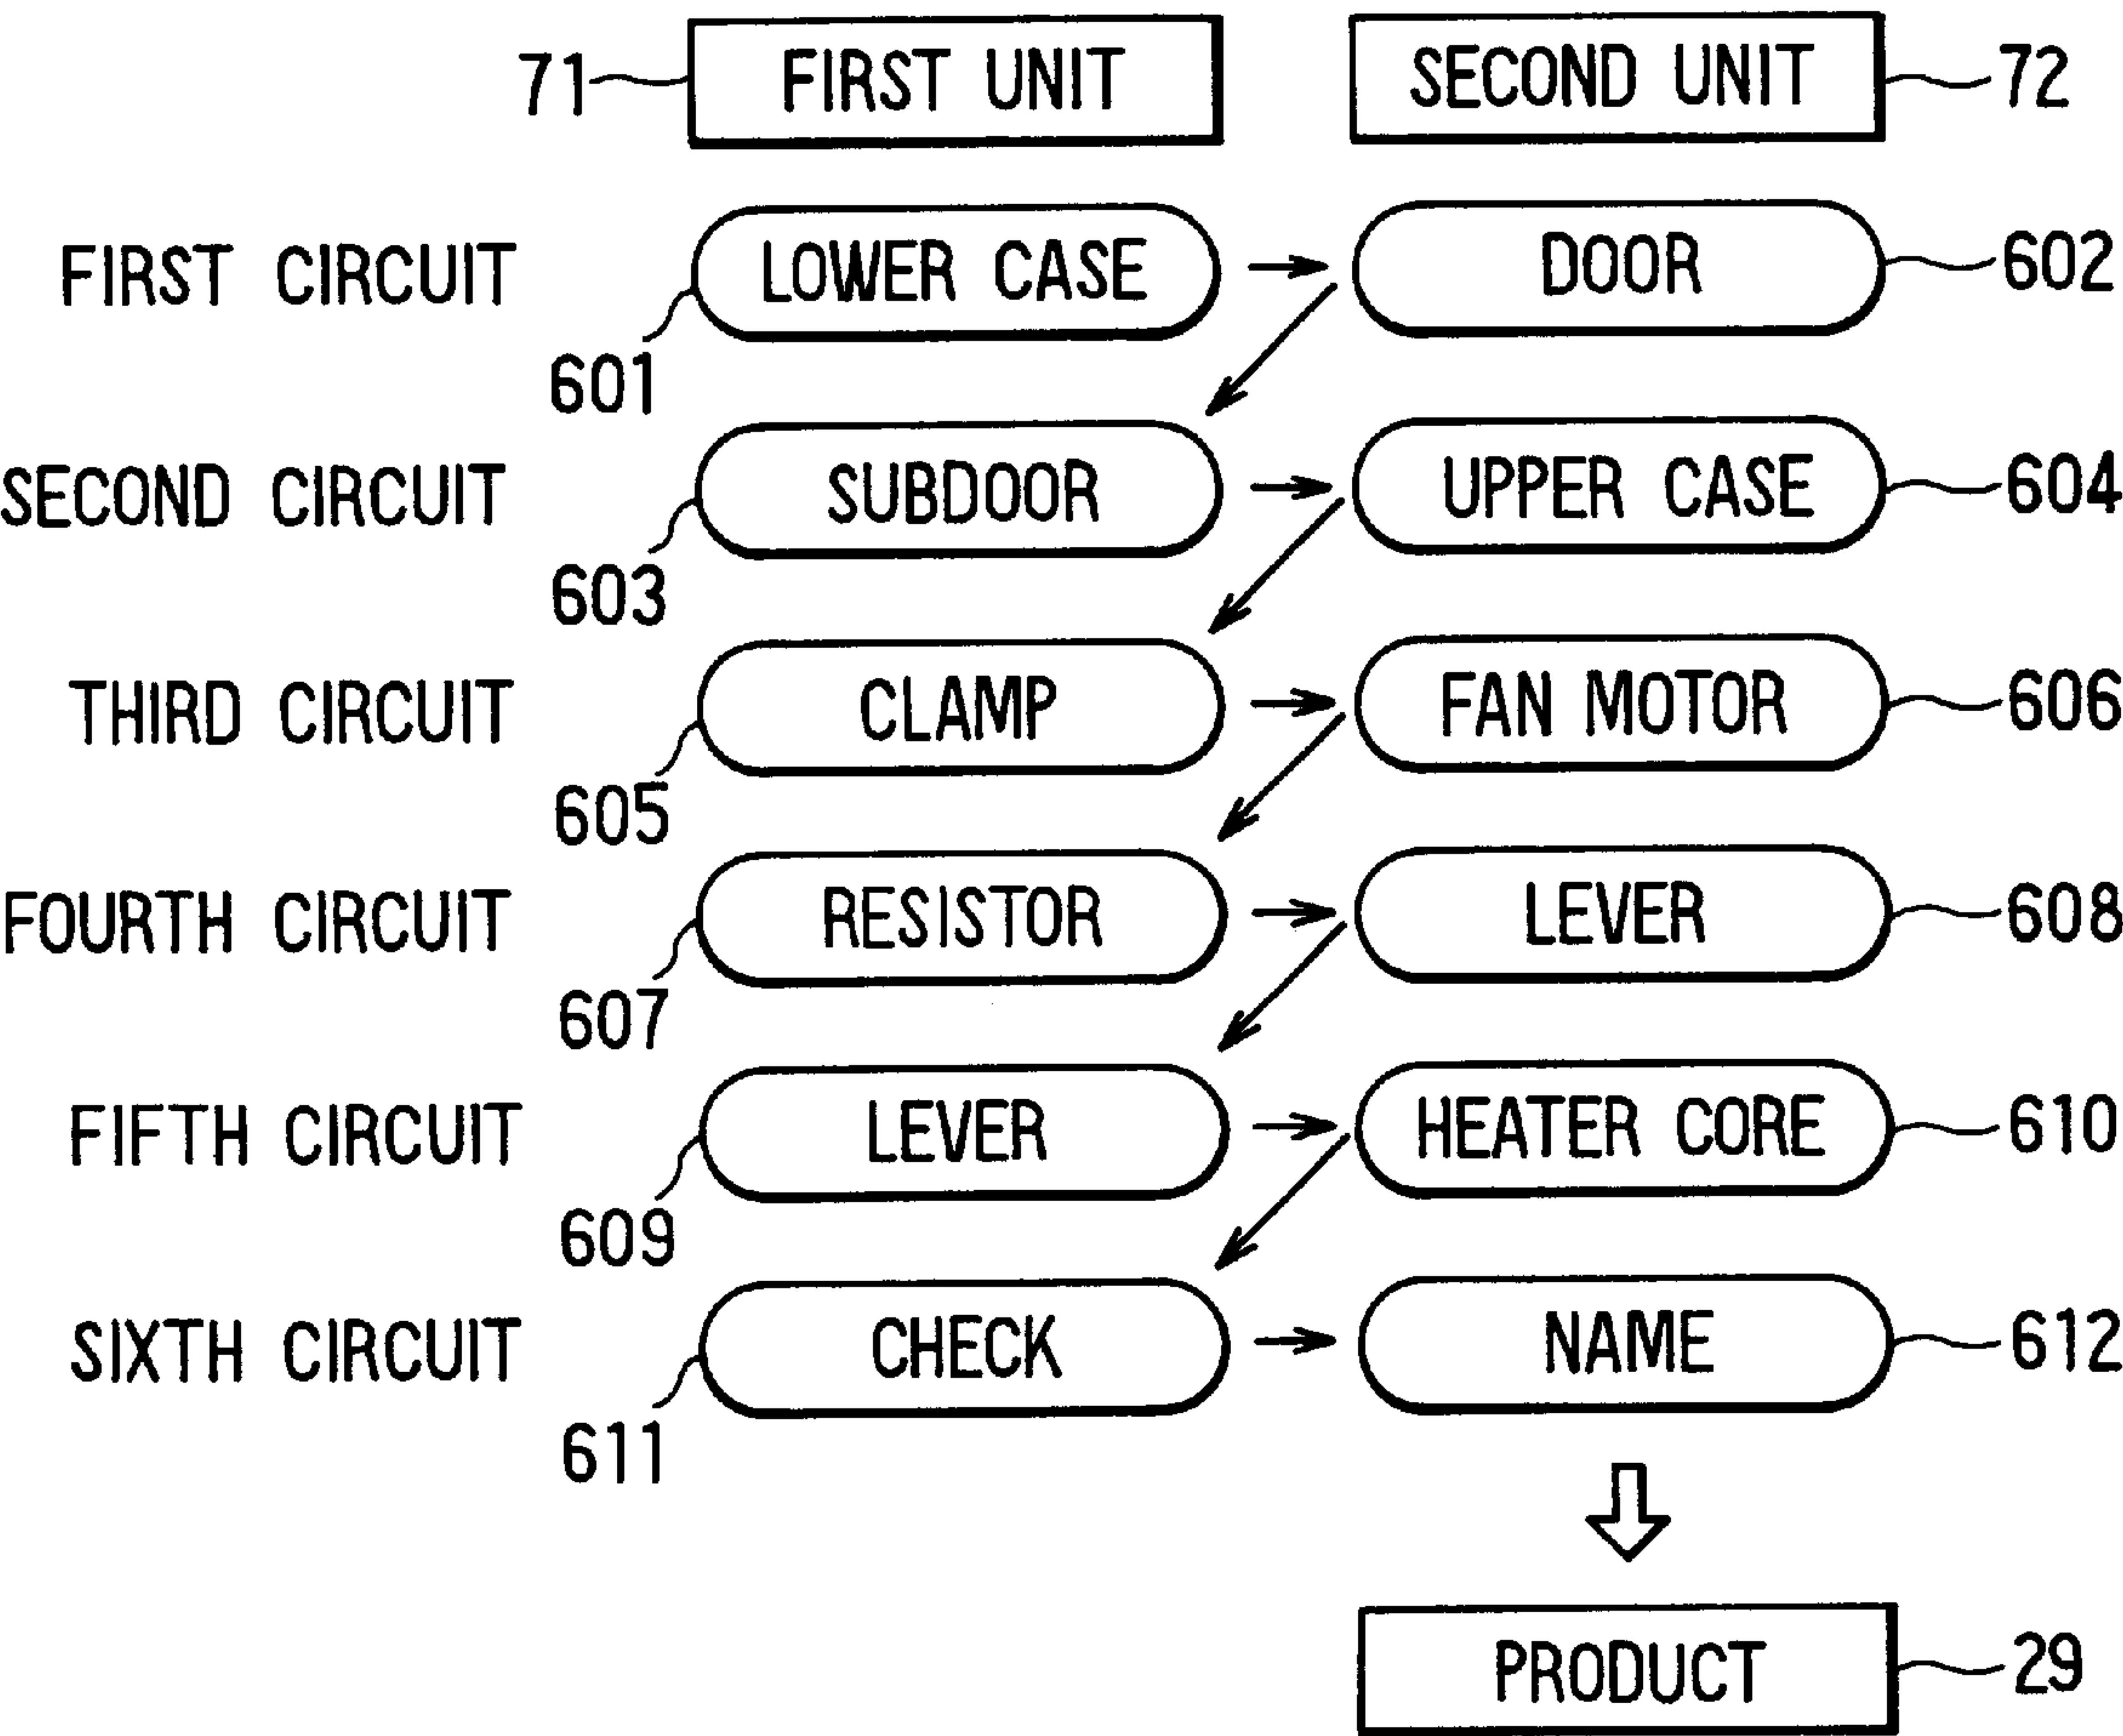 71 FIRST UNIT SECOND UNIT 72
FIRST CIRCUIT LOWER CASE DOOR 602
601
SECOND CIRCUIT SUBDOOR UPPER CASE 604
603
THIRD CIRCUIT CLAMP FAN MOTOR 606
605
FOURTH CIRCUIT RESISTOR LEVER 608
607
FIFTH CIRCUIT LEVER HEATER CORE 610
609
SIXTH CIRCUIT CHECK NAME 612
611
PRODUCT 29